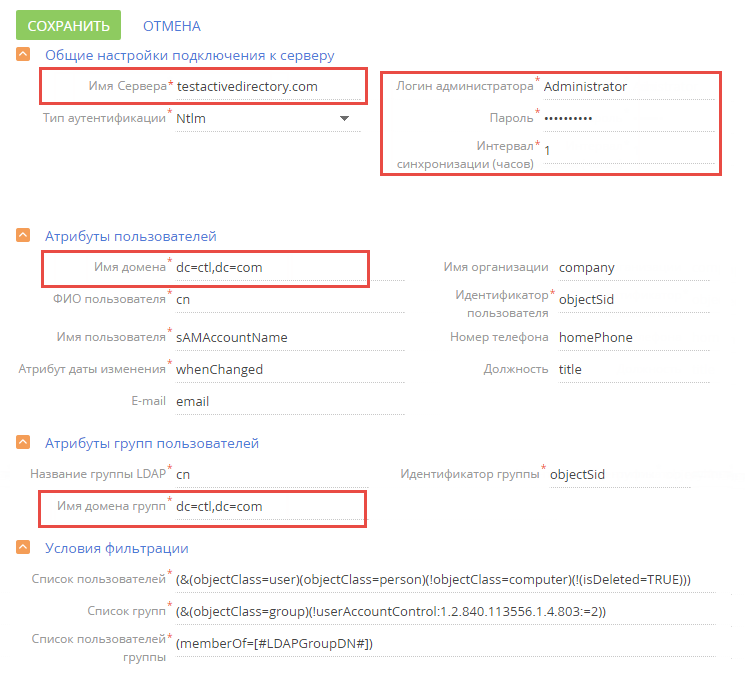 СОХРАНИТЬ ОТМЕНА
Общие настройки подключения к серверу
Имя Сервера* testactivedirectory.com
Логин администратора* Administrator
Тип аутентификации* Ntlm
Пароль* ••••••••••
Интервал* 1
синхронизации (часов)
Атрибуты пользователей
Имя домена* dc=ctl,dc=com
Имя организации company
ФИО пользователя* cn
Идентификатор* objectSid
пользователя
Имя пользователя* sAMAccountName
Номер телефона homePhone
Атрибут даты изменения* whenChanged
Должность title
E-mail email
Атрибуты групп пользователей
Название группы LDAP* cn
Идентификатор группы* objectSid
Имя домена групп* dc=ctl,dc=com
Условия фильтрации
Список пользователей* (&(objectClass=user)(objectClass=person)(!objectClass=computer)(!(isDeleted=TRUE)))
Список групп* (&(objectClass=group)(!userAccountControl:1.2.840.113556.1.4.803:=2))
Список пользователей* (memberOf=[#LDAPGroupDN#])
группы